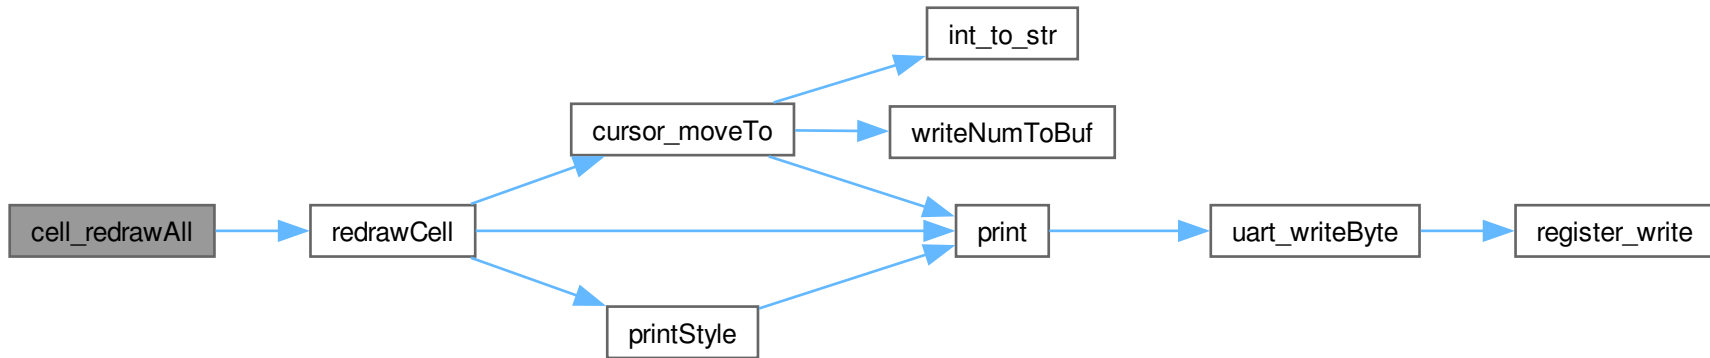 int_to_str
cursor_moveTo
writeNumToBuf
cell_redrawAll
redrawCell
print
uart_writeByte
register_write
printStyle